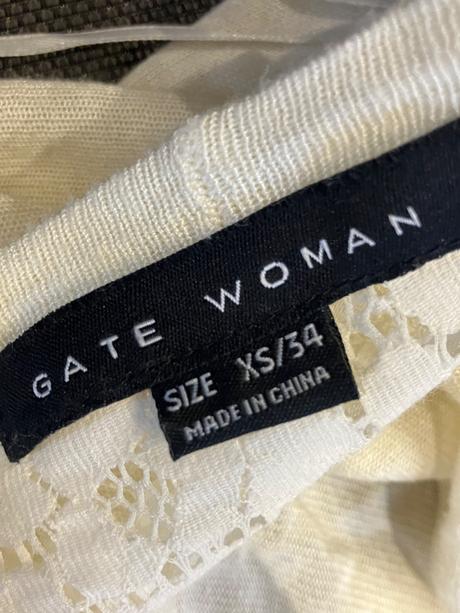 GATE WOMAN
SIZE XS/34
MADE IN CHINA